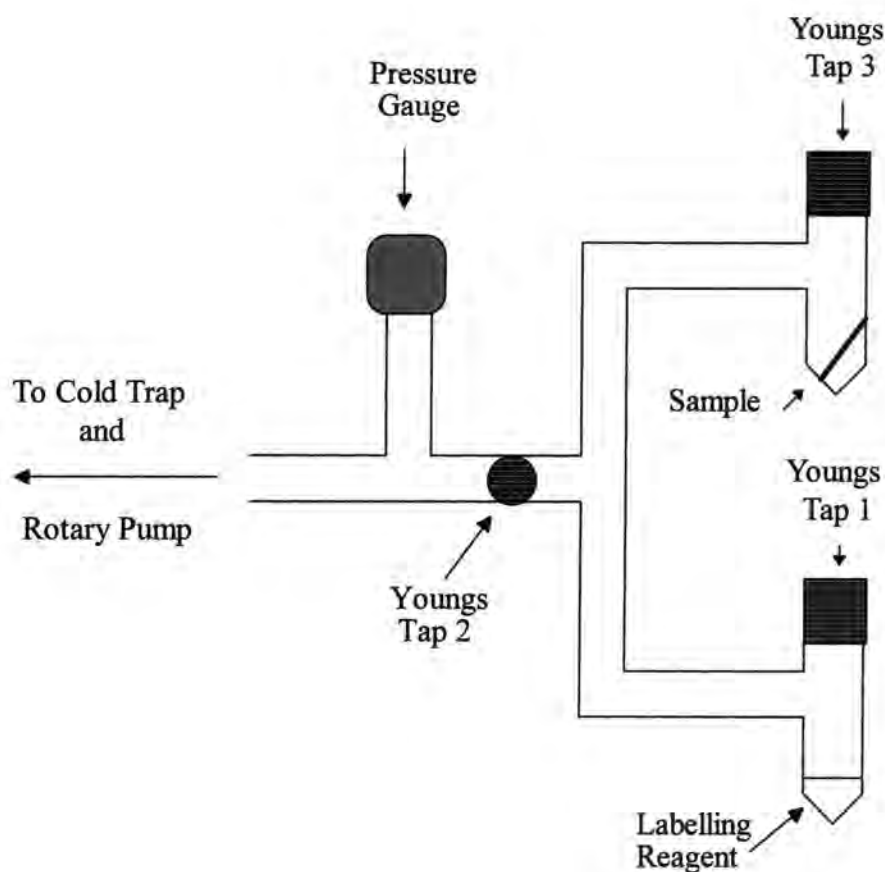 Youngs
Tap 3
Pressure
Gauge
To Cold Trap
and
Rotary Pump
Sample
Youngs
Tap 1
Youngs
Tap 2
Labelling
Reagent